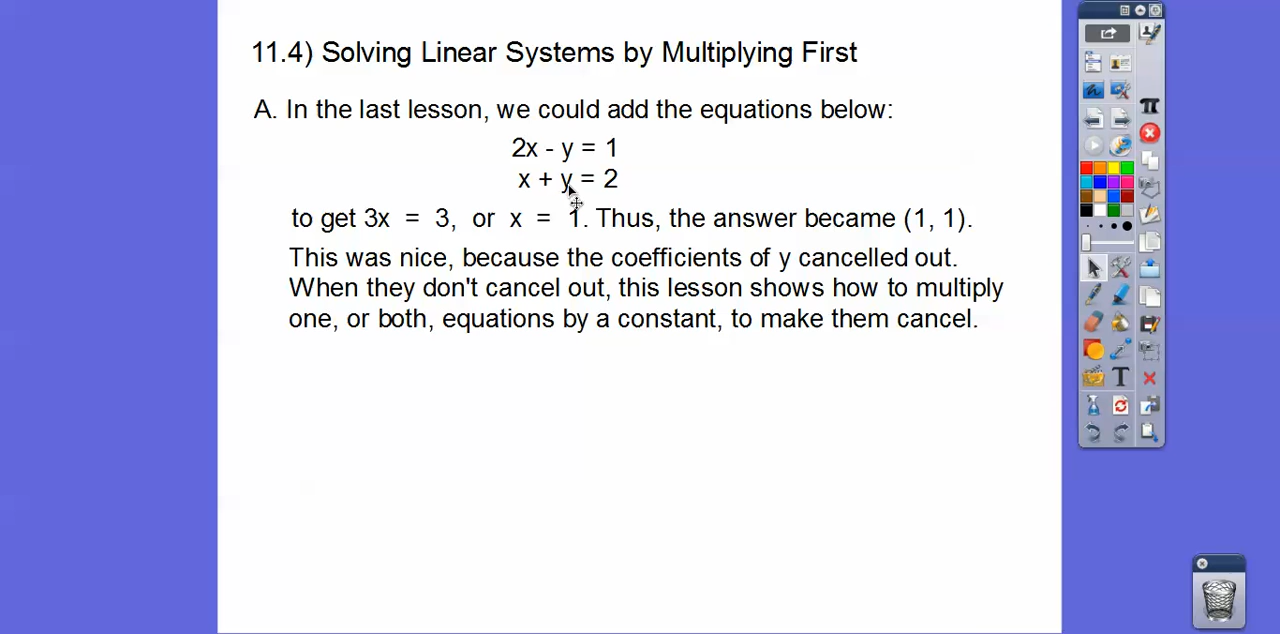 11.4) Solving Linear Systems by Multiplying First
A. In the last lesson, we could add the equations below:
2x - y = 1
x + y = 2
to get 3x = 3, or x = 1. Thus, the answer became (1, 1).
This was nice, because the coefficients of y cancelled out.
When they don't cancel out, this lesson shows how to multiply
one, or both, equations by a constant, to make them cancel.